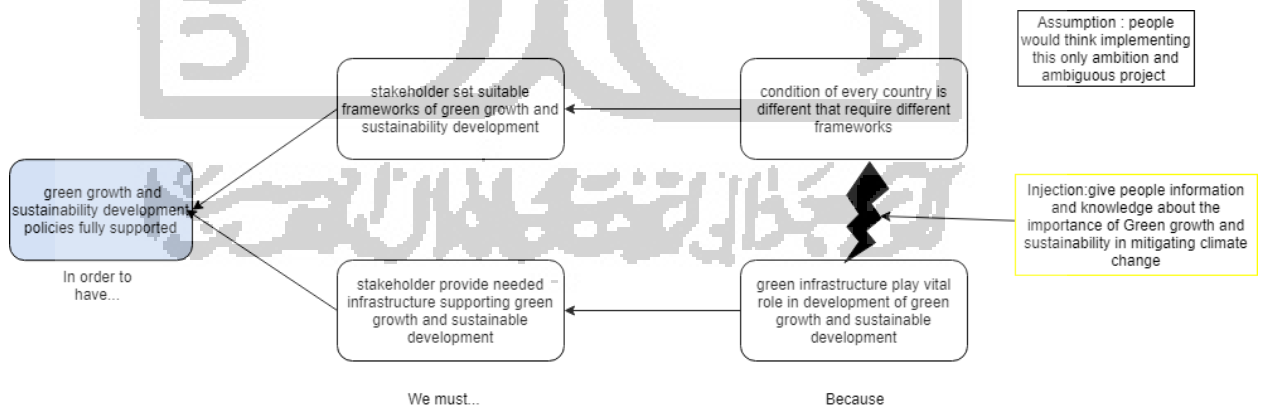 Assumption : people
would think implementing
this only ambition and
ambiguous project
stakeholder set suitable
frameworks of green growth and
sustainability development
condition of every country is
different that require different
frameworks
green growth and
sustainability development
policies fully supported
In order to
have...
Injection:give people information
and knowledge about the
importance of Green growth and
sustainability in mitigating climate
change
stakeholder provide needed
infrastructure supporting green
growth and sustainable
development
green infrastructure play vital
role in development of green
growth and sustainable
development
We must...
Because